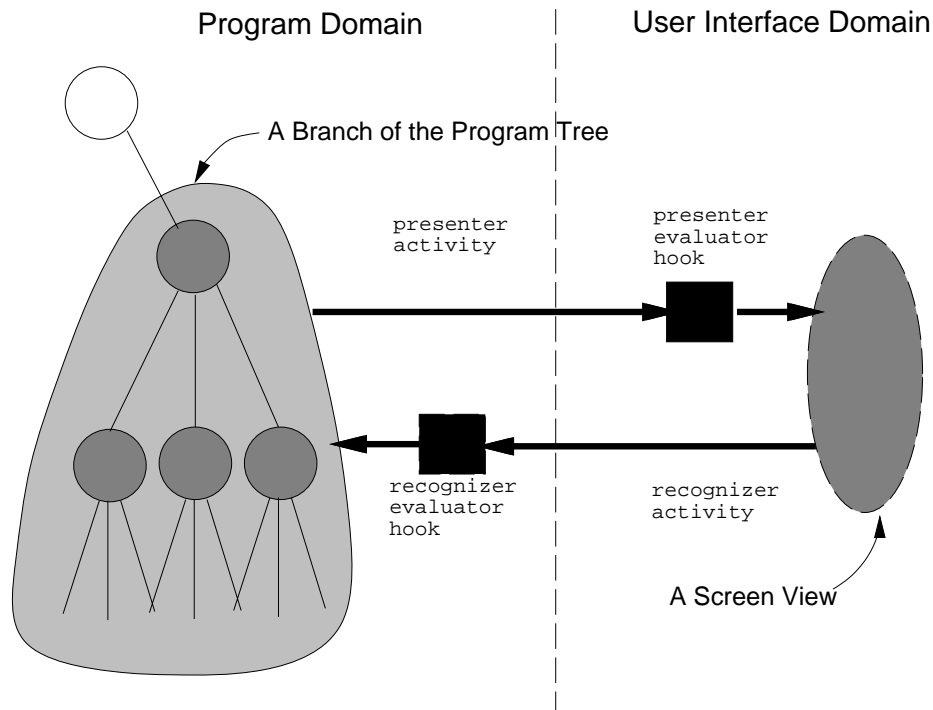 Program Domain
User Interface Domain
A Branch of the Program Tree
presenter
activity
presenter
evaluator
hook
recognizer
evaluator
hook
recognizer
activity
A Screen View